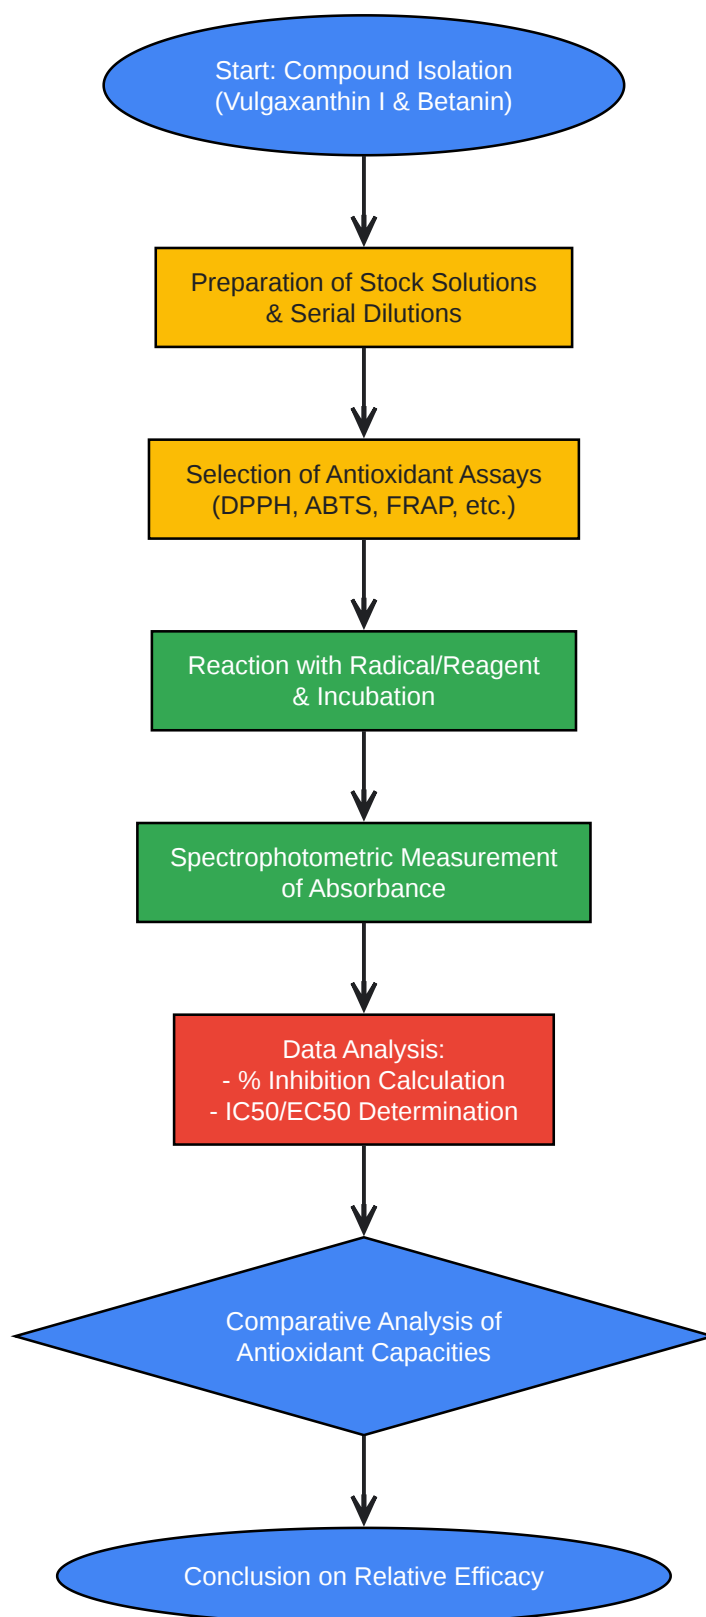 Start: Compound Isolation
(Vulgaxanthin I & Betanin)
Preparation of Stock Solutions
& Serial Dilutions
Selection of Antioxidant Assays
(DPPH, ABTS, FRAP, etc.)
Reaction with Radical/Reagent
& Incubation
Spectrophotometric Measurement
of Absorbance
Data Analysis:
- % Inhibition Calculation
- IC50/EC50 Determination
Comparative Analysis of
Antioxidant Capacities
Conclusion on Relative Efficacy